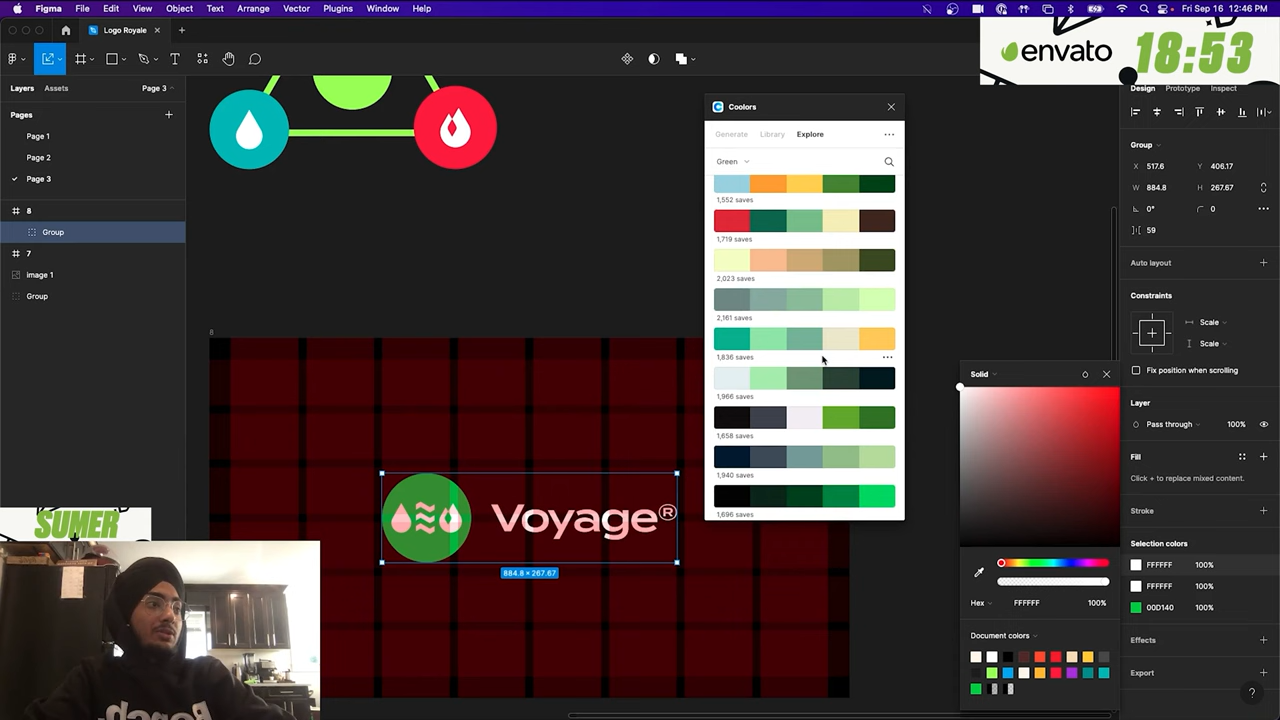 Figma File Edit View Object Text Arrange Vector Plugins Window Help
Fri Sep 16 12:46 PM
Logo Royale
envato
18:53
Layers Assets Page 3
Pages
Page 1
Page 2
Page 3
8
Group
7
image 1
Group
8
Voyage®
884.8 × 267.67
SUMER
Coolors
Generate Library Explore
Green
1,552 saves
1,719 saves
2,023 saves
2,161 saves
1,836 saves
1,966 saves
1,658 saves
1,940 saves
1,696 saves
Solid
Hex FFFFFF 100%
Document colors
Design Prototype Inspect
Group
X 517.6 Y 406.17
W 884.8 H 267.67
0° 0
59
Auto layout
Constraints
Scale
Scale
Fix position when scrolling
Layer
Pass through 100%
Fill
Click + to replace mixed content.
Stroke
Selection colors
FFFFFF 100%
FFFFFF 100%
00D140 100%
Effects
Export
?